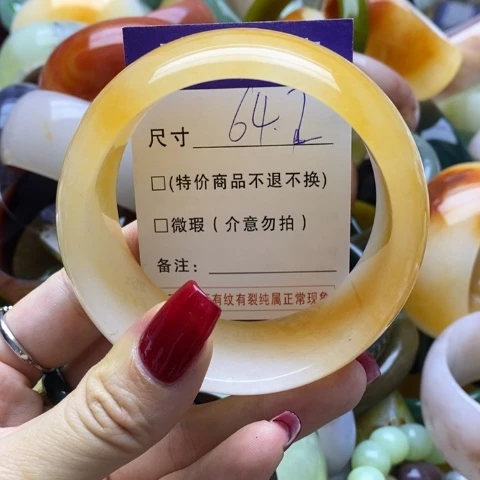 尺寸 64.2
□(特价商品不退不换)
□微瑕(介意勿拍)
备注:
有纹有裂纯属正常现象